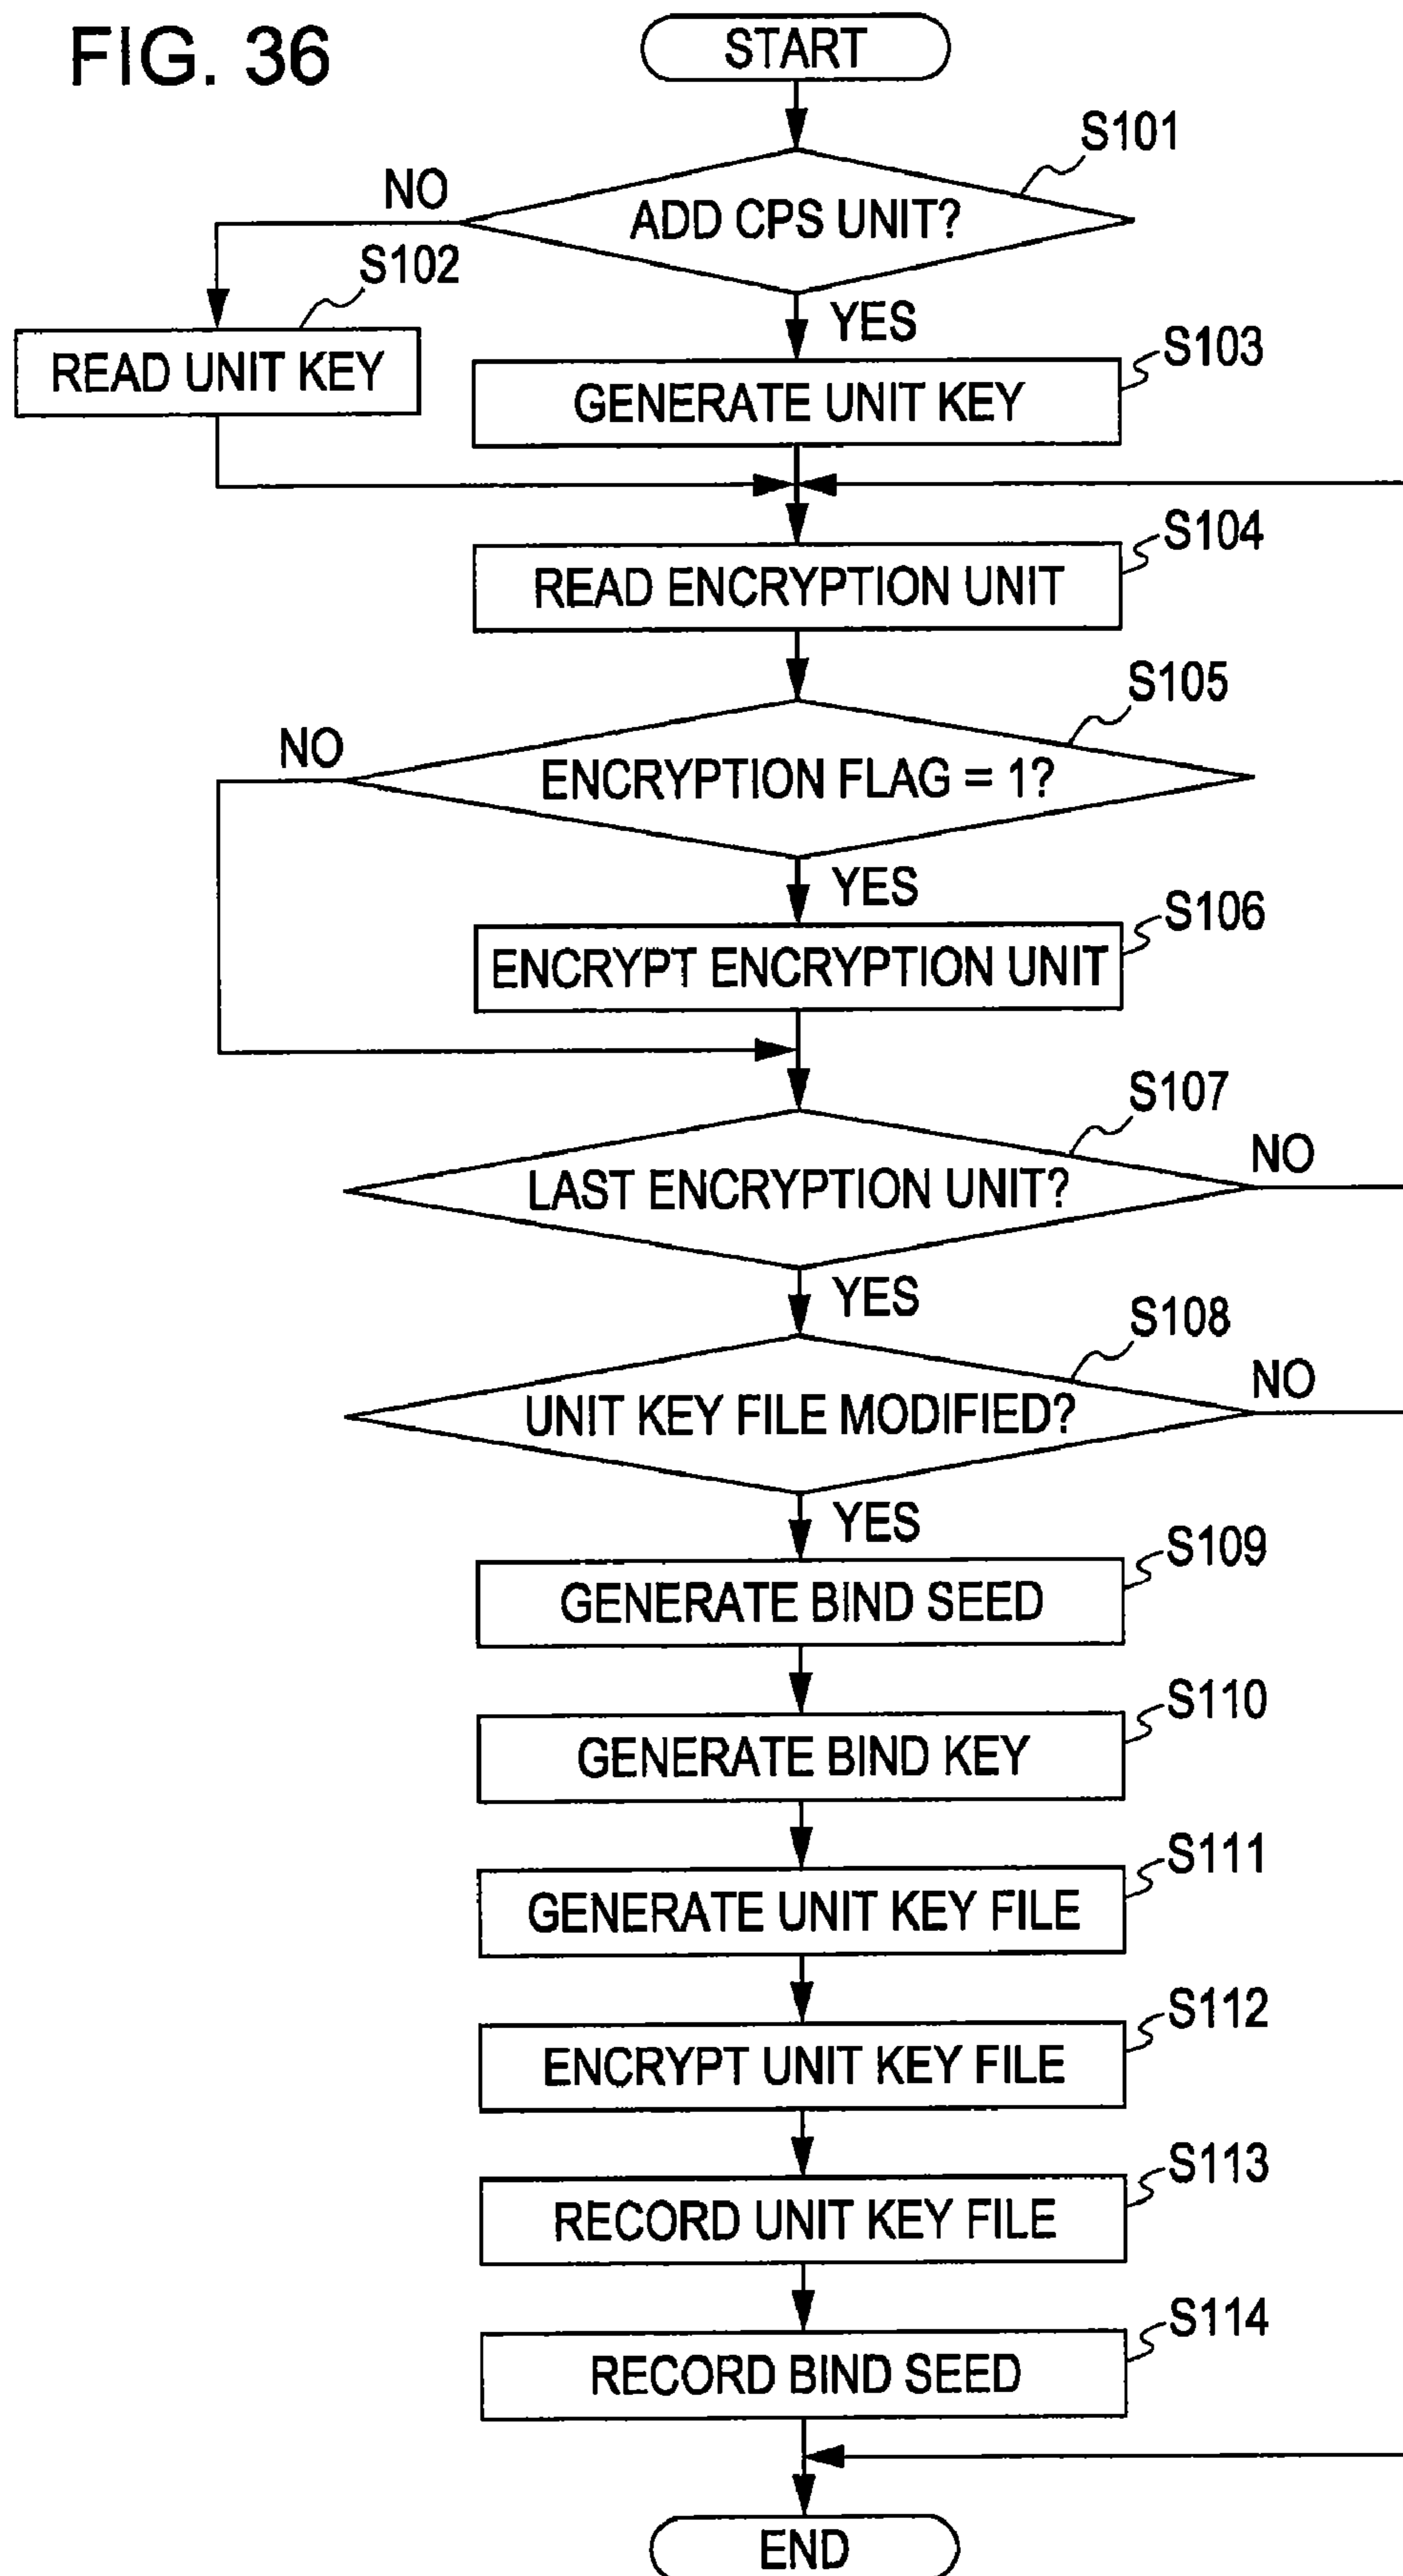 FIG. 36
START
S101
ADD CPS UNIT?
NO
YES
S102
READ UNIT KEY
S103
GENERATE UNIT KEY
S104
READ ENCRYPTION UNIT
S105
ENCRYPTION FLAG = 1?
NO
YES
S106
ENCRYPT ENCRYPTION UNIT
S107
LAST ENCRYPTION UNIT?
NO
YES
S108
UNIT KEY FILE MODIFIED?
NO
YES
S109
GENERATE BIND SEED
S110
GENERATE BIND KEY
S111
GENERATE UNIT KEY FILE
S112
ENCRYPT UNIT KEY FILE
S113
RECORD UNIT KEY FILE
S114
RECORD BIND SEED
END